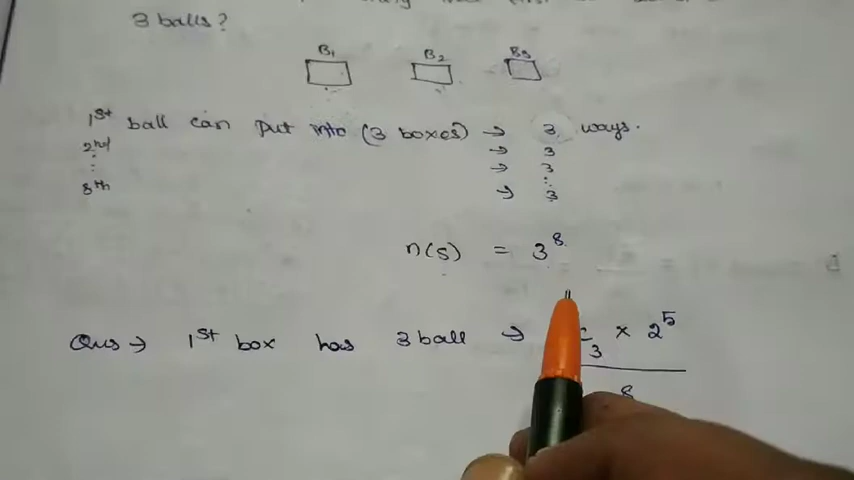 3 balls?
B1 B2 B3
1st ball can put into (3 boxes) → 3 ways.
2nd → 3
: → 3
8th → 3
n(s) = 3^8
Qus → 1st box has 3 ball → C3 × 2^5
8